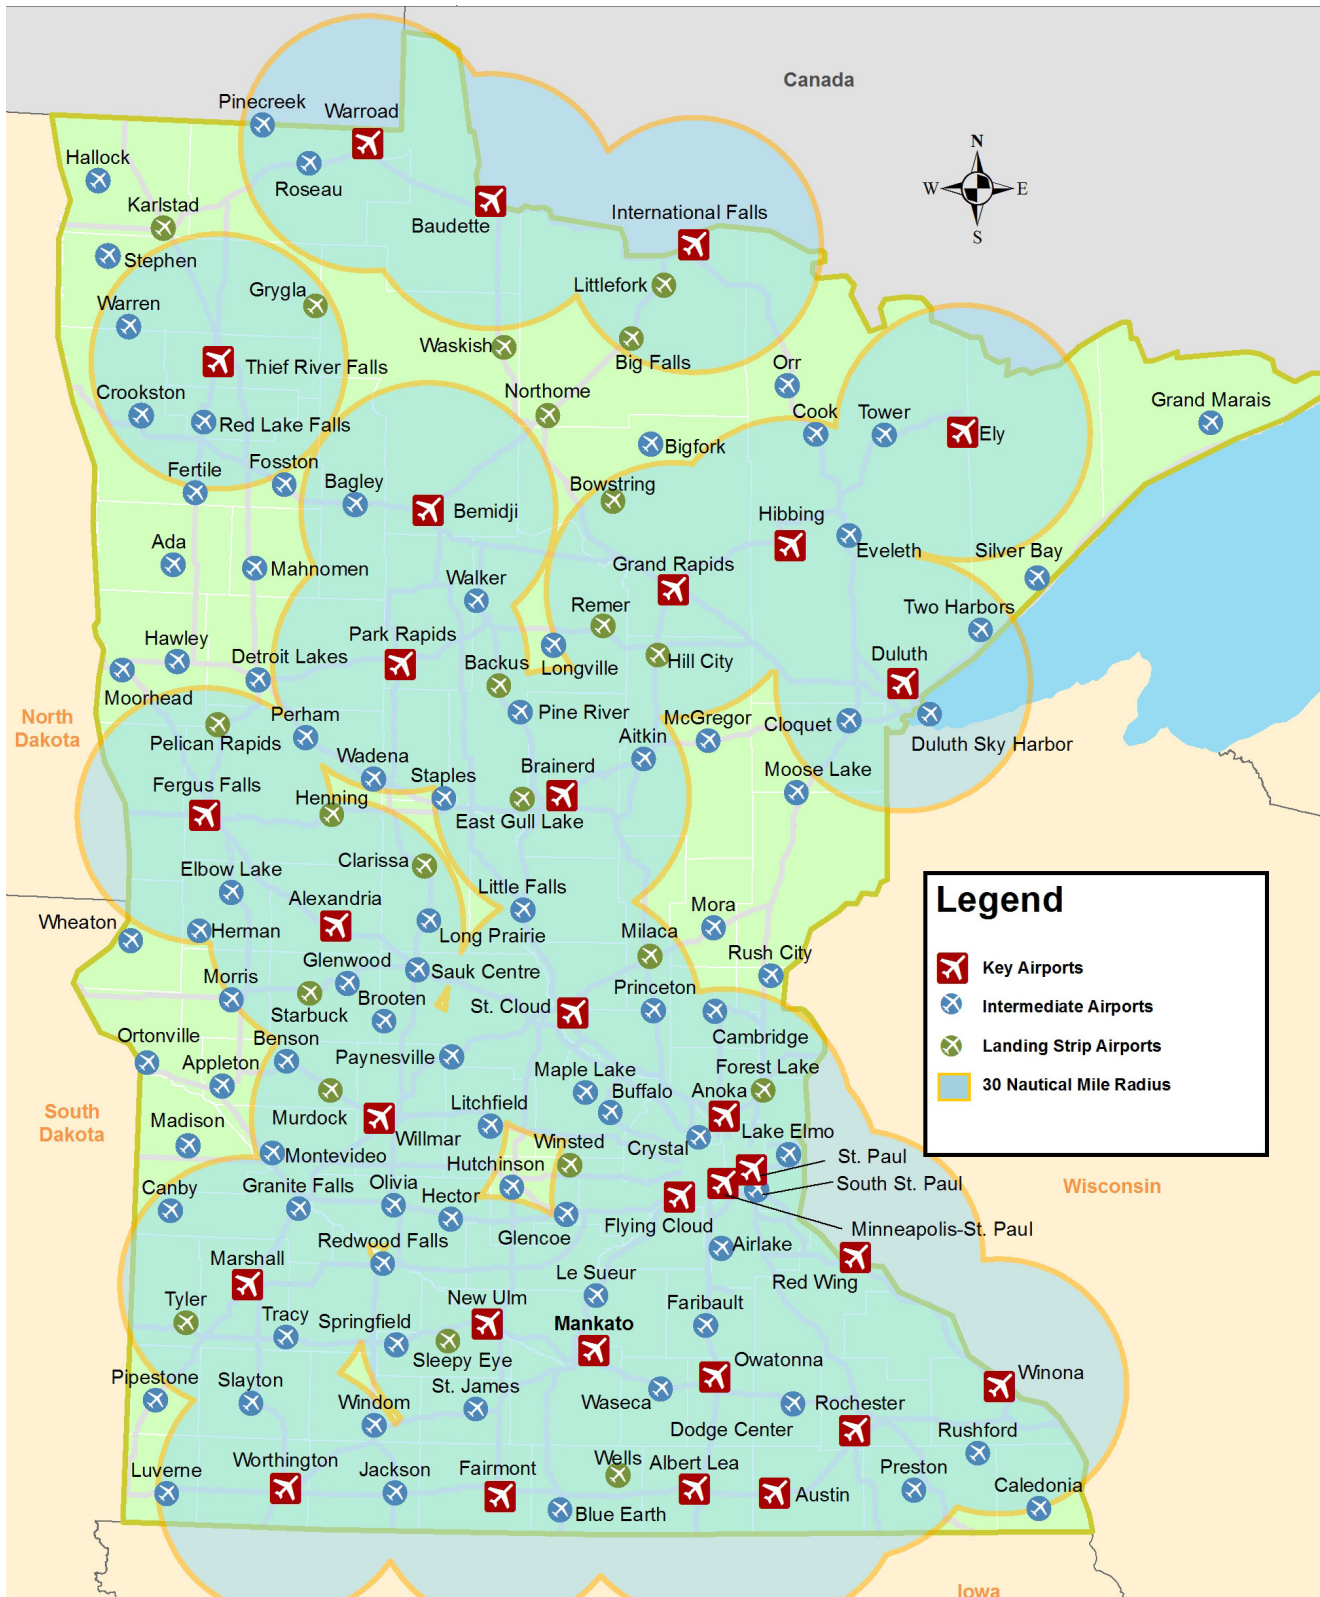 Canada
Pinecreek
Warroad
N
W
E
S
Hallock
Roseau
Karlstad
Baudette
International Falls
Stephen
Grygla
Littlefork
Warren
Waskish
Big Falls
Thief River Falls
Orr
Crookston
Northome
Cook
Tower
Grand Marais
Red Lake Falls
Ely
Bigfork
Fosston
Fertile
Bagley
Bowstring
Bemidji
Hibbing
Ada
Eveleth
Silver Bay
Mahnomen
Grand Rapids
Walker
Remer
Two Harbors
Hawley
Park Rapids
Detroit Lakes
Backus
Longville
Hill City
Duluth
Moorhead
North
Dakota
Perham
Pine River
McGregor
Cloquet
Pelican Rapids
Aitkin
Duluth Sky Harbor
Wadena
Staples
Brainerd
Moose Lake
Fergus Falls
Henning
East Gull Lake
Clarissa
Elbow Lake
Little Falls
Alexandria
Mora
Wheaton
Herman
Long Prairie
Milaca
Rush City
Glenwood
Sauk Centre
Morris
Princeton
Starbuck
Brooten
St. Cloud
Cambridge
Ortonville
Benson
Paynesville
Appleton
Maple Lake
Forest Lake
Buffalo
Anoka
South
Dakota
Murdock
Litchfield
Madison
Willmar
Crystal
Lake Elmo
Winsted
Montevideo
Hutchinson
St. Paul
South St. Paul
Wisconsin
Canby
Granite Falls
Olivia
Hector
Flying Cloud
Minneapolis-St. Paul
Glencoe
Redwood Falls
Airlake
Marshall
Le Sueur
Red Wing
Tyler
Tracy
Springfield
New Ulm
Faribault
Mankato
Sleepy Eye
Owatonna
Pipestone
Slayton
St. James
Winona
Windom
Waseca
Rochester
Dodge Center
Rushford
Luverne
Worthington
Jackson
Fairmont
Wells
Albert Lea
Preston
Caledonia
Austin
Blue Earth
Iowa
Legend
Key Airports
Intermediate Airports
Landing Strip Airports
30 Nautical Mile Radius